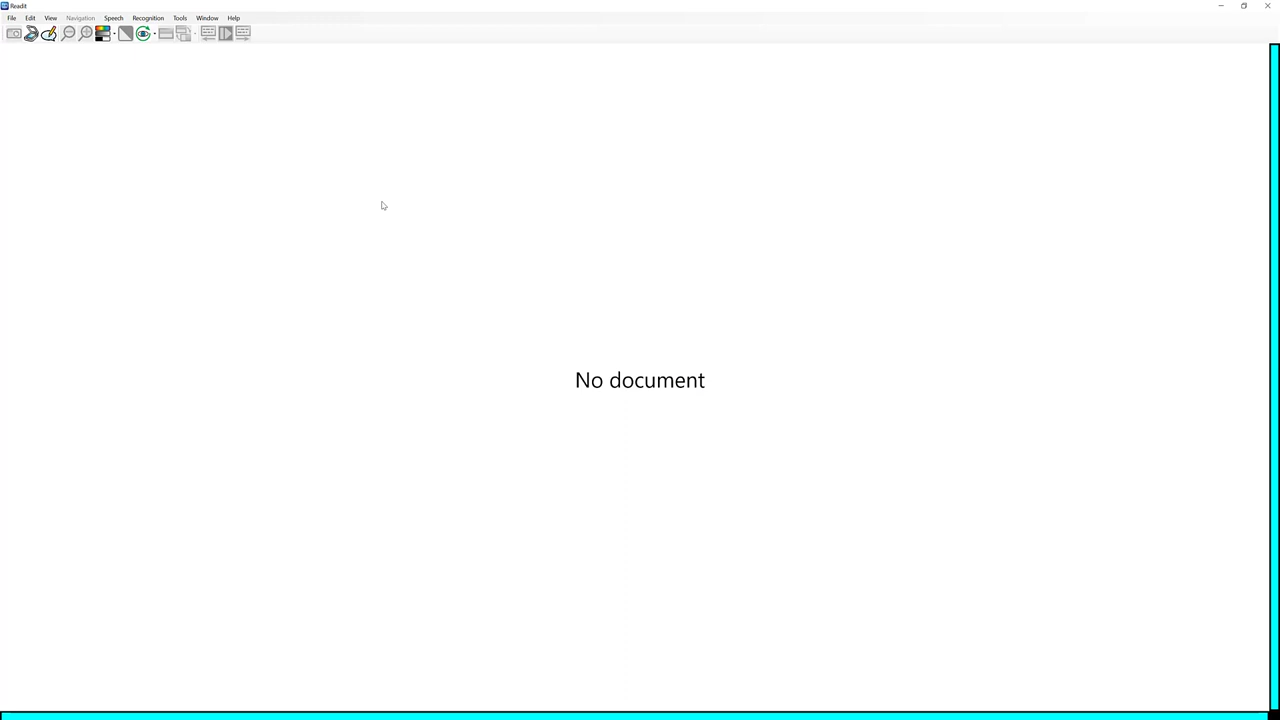 Readit
File Edit View Navigation Speech Recognition Tools Window Help
No document